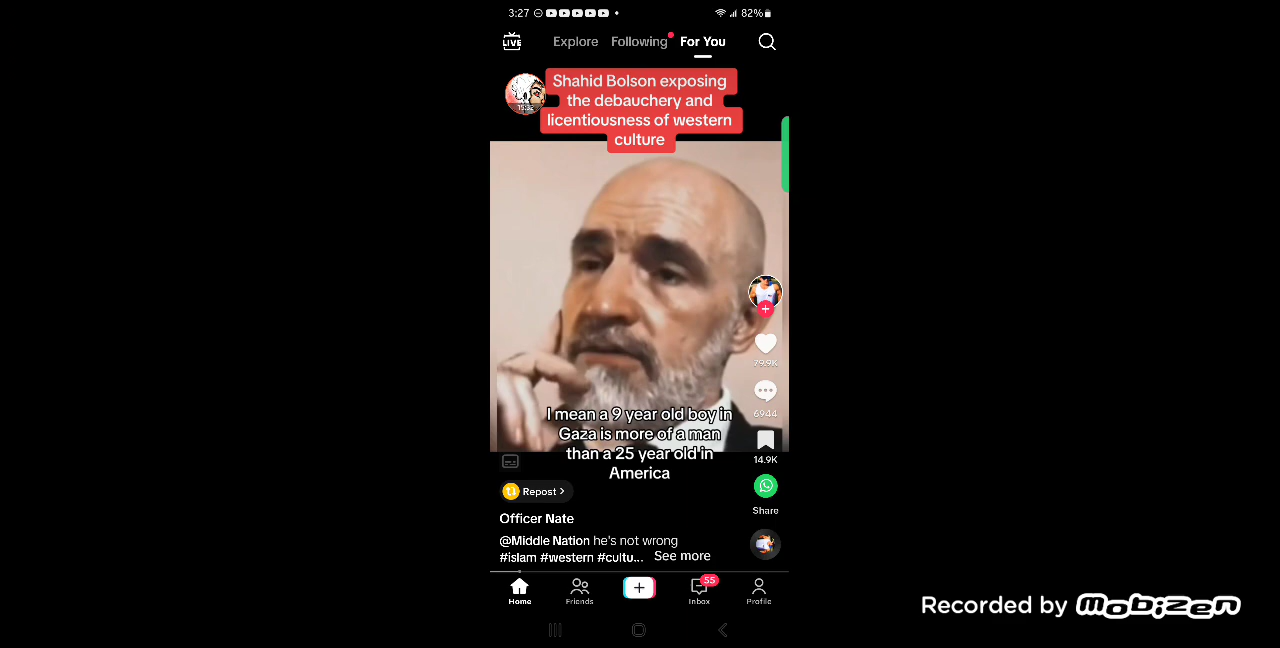 3:27
82%
LIVE
Explore
Following
For You
Shahid Bolson exposing
the debauchery and
licentiousness of western
culture
I mean a 9 year old boy in
Gaza is more of a man
than a 25 year old in
America
79.9K
6944
14.9K
Repost >
Share
Officer Nate
@Middle Nation he's not wrong
#islam #western #cultu... See more
Home
Friends
55
Inbox
Profile
Recorded by mobizen